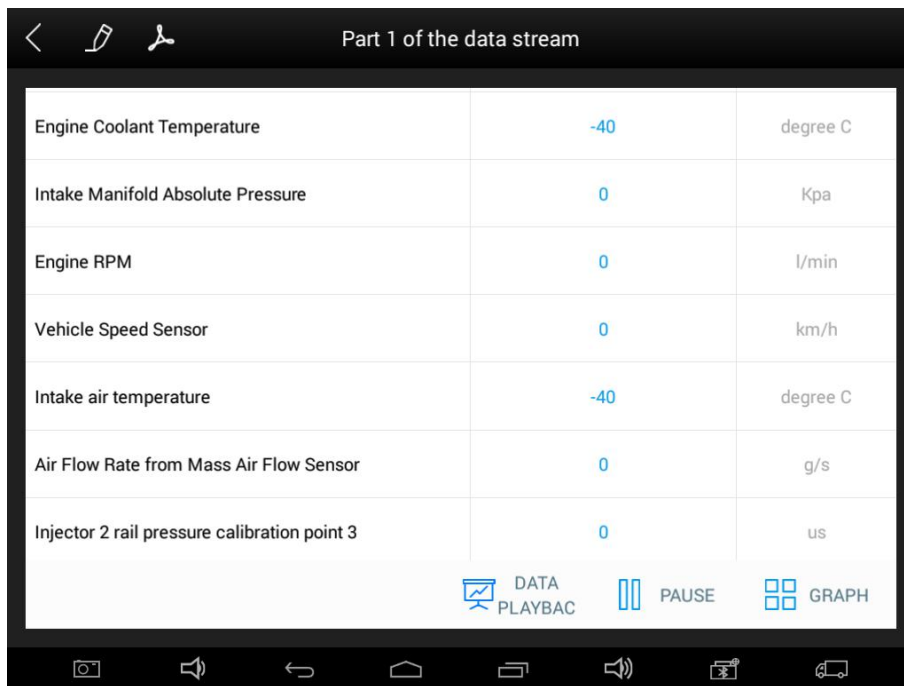 Part 1 of the data stream
Engine Coolant Temperature -40 degree C
Intake Manifold Absolute Pressure 0 Kpa
Engine RPM 0 l/min
Vehicle Speed Sensor 0 km/h
Intake air temperature -40 degree C
Air Flow Rate from Mass Air Flow Sensor 0 g/s
Injector 2 rail pressure calibration point 3 0 us
DATA
PLAYBAC
PAUSE
GRAPH